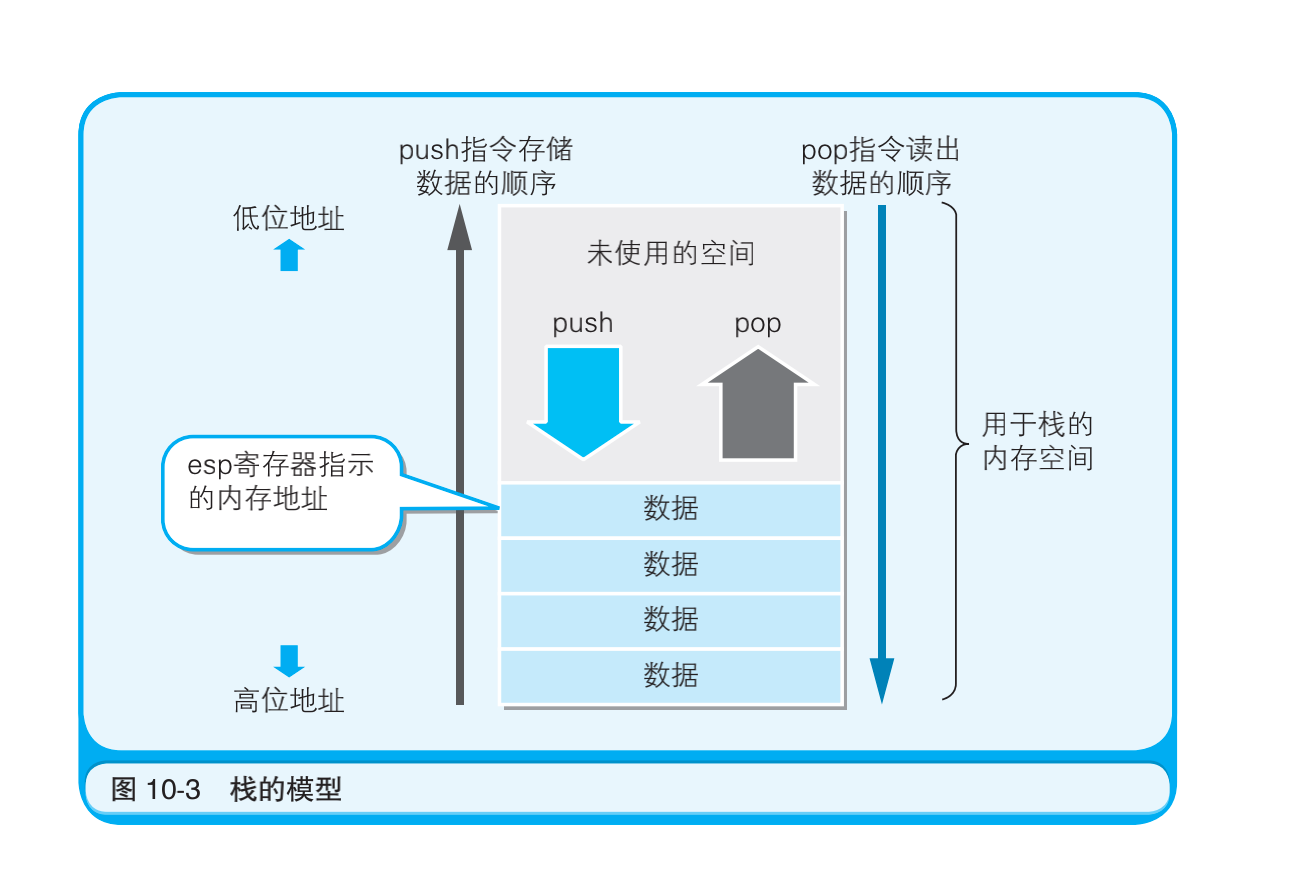 push指令存储
数据的顺序
pop指令读出
数据的顺序
低位地址
未使用的空间
push
pop
用于栈的
内存空间
esp寄存器指示
的内存地址
数据
数据
数据
数据
高位地址
图 10-3 栈的模型